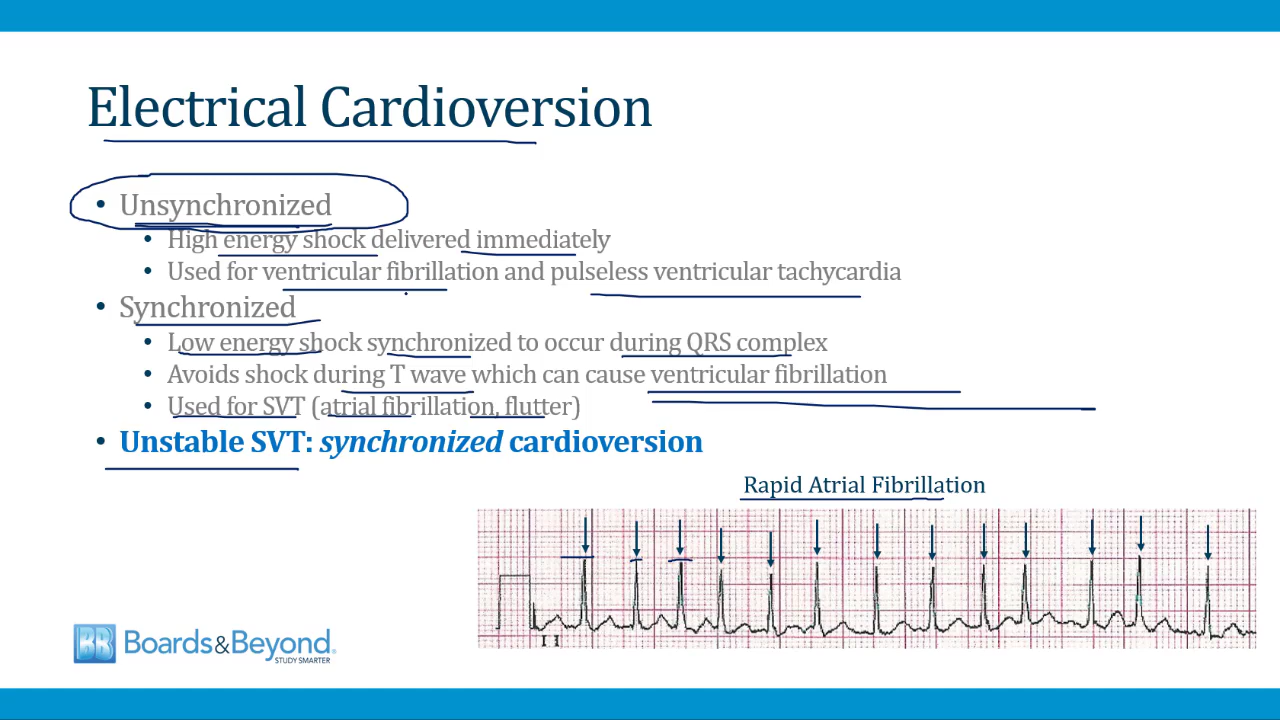 Electrical Cardioversion
• Unsynchronized
• High energy shock delivered immediately
• Used for ventricular fibrillation and pulseless ventricular tachycardia
• Synchronized
• Low energy shock synchronized to occur during QRS complex
• Avoids shock during T wave which can cause ventricular fibrillation
• Used for SVT (atrial fibrillation, flutter)
• Unstable SVT: synchronized cardioversion
Rapid Atrial Fibrillation
II
BB Boards&Beyond®
STUDY SMARTER